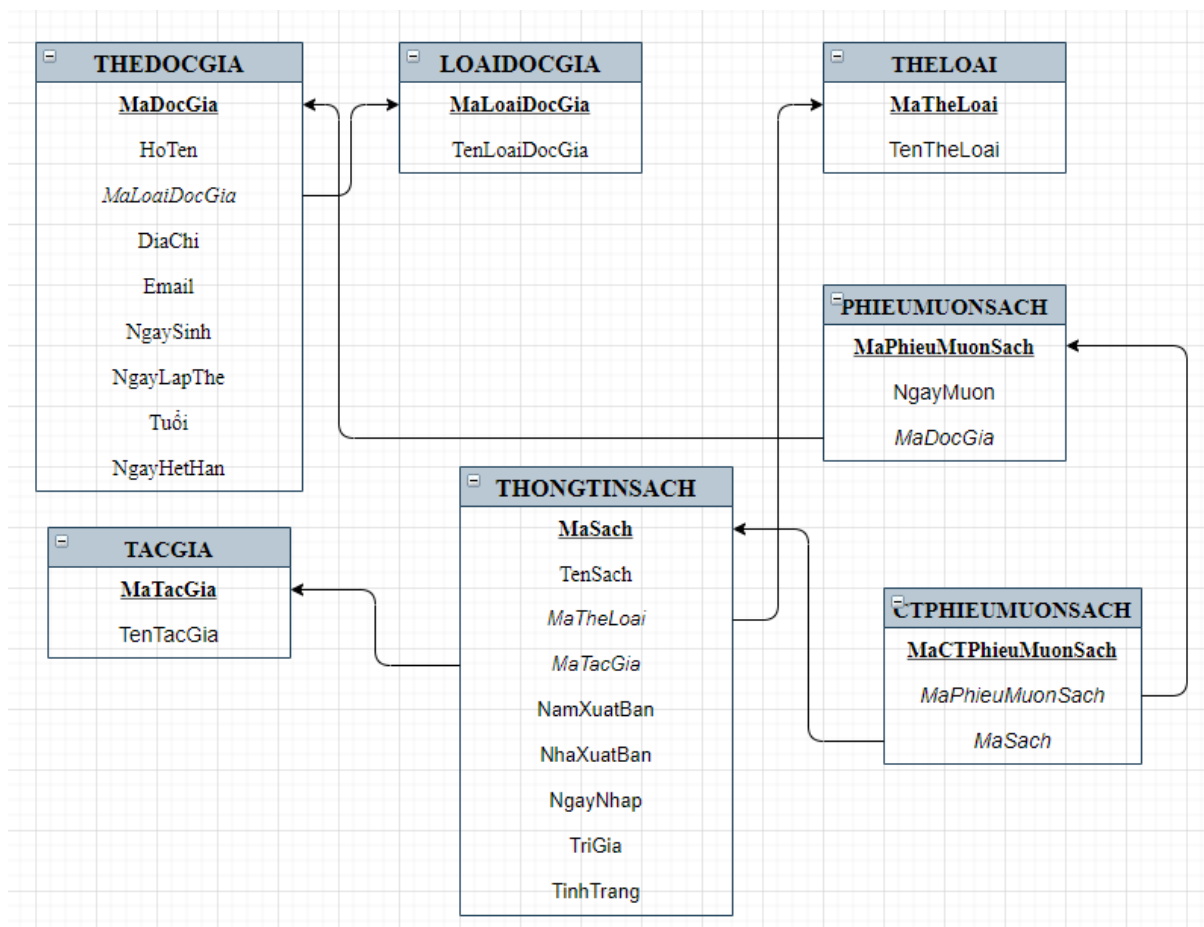 THEDOCGIA
MaDocGia
HoTen
MaLoaiDocGia
DiaChi
Email
NgaySinh
NgayLapThe
Tuổi
NgayHetHan
LOAIDOCGIA
MaLoaiDocGia
TenLoaiDocGia
THELOAI
MaTheLoai
TenTheLoai
PHIEUMUONSACH
MaPhieuMuonSach
NgayMuon
MaDocGia
TACGIA
MaTacGia
TenTacGia
THONGTINSACH
MaSach
TenSach
MaTheLoai
MaTacGia
NamXuatBan
NhaXuatBan
NgayNhap
TriGia
TinhTrang
CTPHIEUMUONSACH
MaCTPhieuMuonSach
MaPhieuMuonSach
MaSach